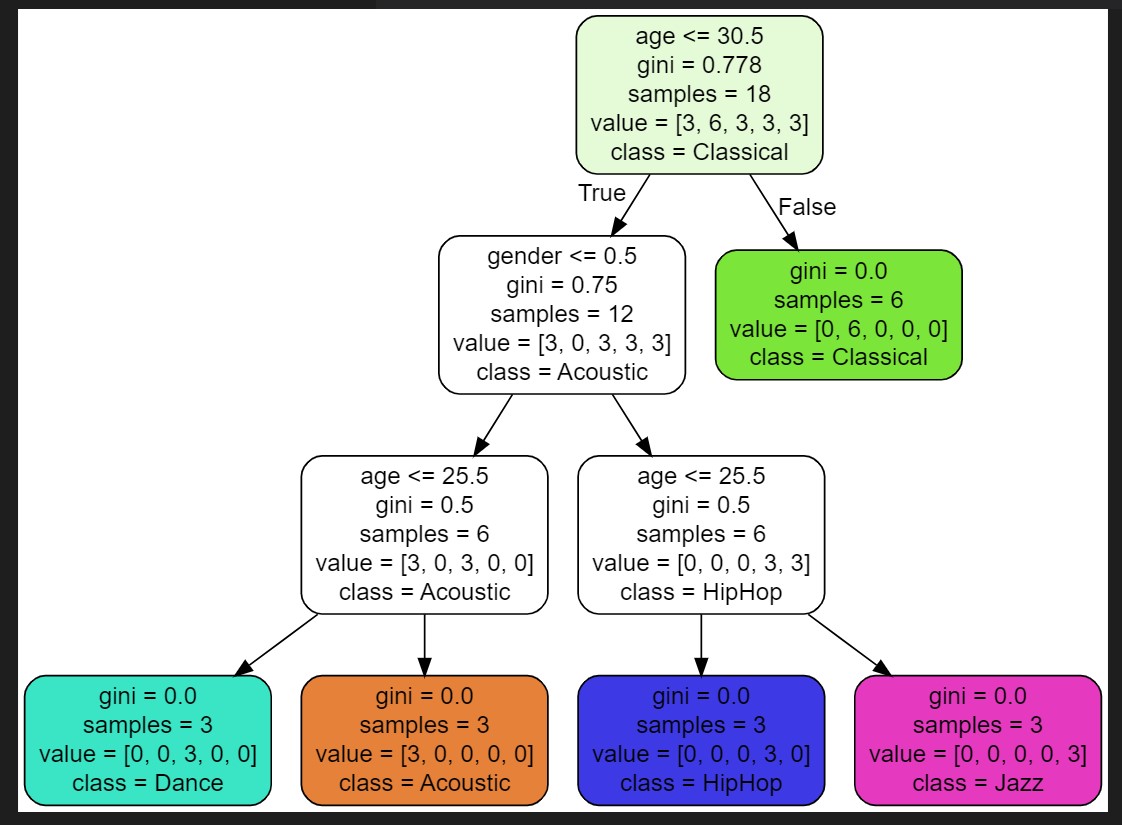 age <= 30.5
gini = 0.778
samples = 18
value = [3, 6, 3, 3, 3]
class = Classical
True
False
gender <= 0.5
gini = 0.75
samples = 12
value = [3, 0, 3, 3, 3]
class = Acoustic
gini = 0.0
samples = 6
value = [0, 6, 0, 0, 0]
class = Classical
age <= 25.5
gini = 0.5
samples = 6
value = [3, 0, 3, 0, 0]
class = Acoustic
age <= 25.5
gini = 0.5
samples = 6
value = [0, 0, 0, 3, 3]
class = HipHop
gini = 0.0
samples = 3
value = [0, 0, 3, 0, 0]
class = Dance
gini = 0.0
samples = 3
value = [3, 0, 0, 0, 0]
class = Acoustic
gini = 0.0
samples = 3
value = [0, 0, 0, 3, 0]
class = HipHop
gini = 0.0
samples = 3
value = [0, 0, 0, 0, 3]
class = Jazz